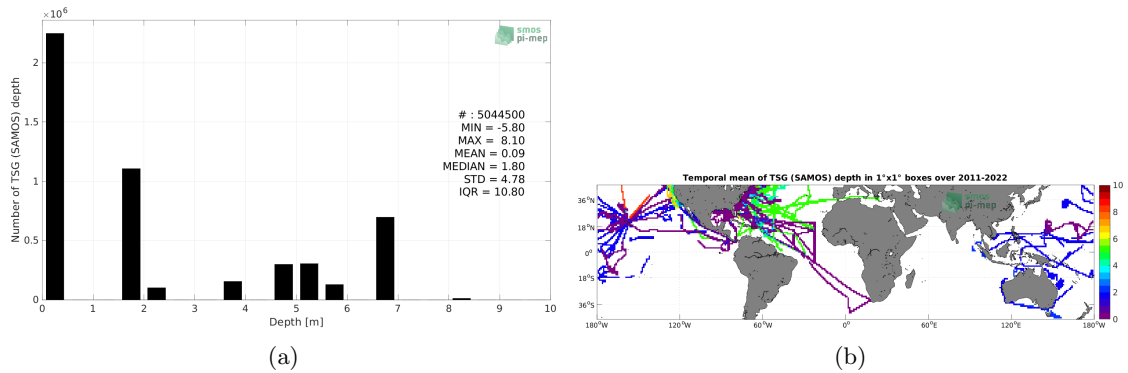 ×10⁶
smos
pi-mep
2
1.5
1
0.5
0
Number of TSG (SAMOS) depth
# : 5044500
MIN = -5.80
MAX = 8.10
MEAN = 0.09
MEDIAN = 1.80
STD = 4.78
IQR = 10.80
0 1 2 3 4 5 6 7 8 9 10
Depth [m]
(a)
Temporal mean of TSG (SAMOS) depth in 1°x1° boxes over 2011-2022
smos
pi-mep
36°N
18°N
0°
18°S
36°S
180°W 120°W 60°W 0° 60°E 120°E 180°W
10
8
6
4
2
0
(b)